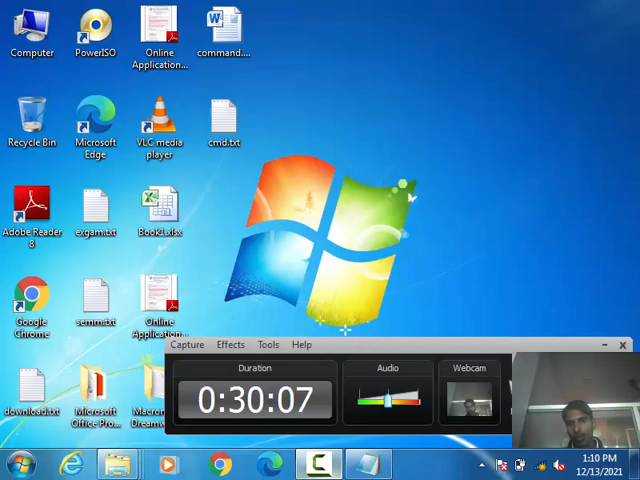 Computer
PowerISO
Online
Application...
command....
Recycle Bin
Microsoft
Edge
VLC media
player
cmd.txt
Adobe Reader
8
exgam.txt
Book1.xlsx
Google
Chrome
semm.txt
Online
Application...
download.txt
Microsoft
Office Pro...
Macron
Dreamw
Capture Effects Tools Help
Duration
Audio
Webcam
0:30:07
1:10 PM
12/13/2021